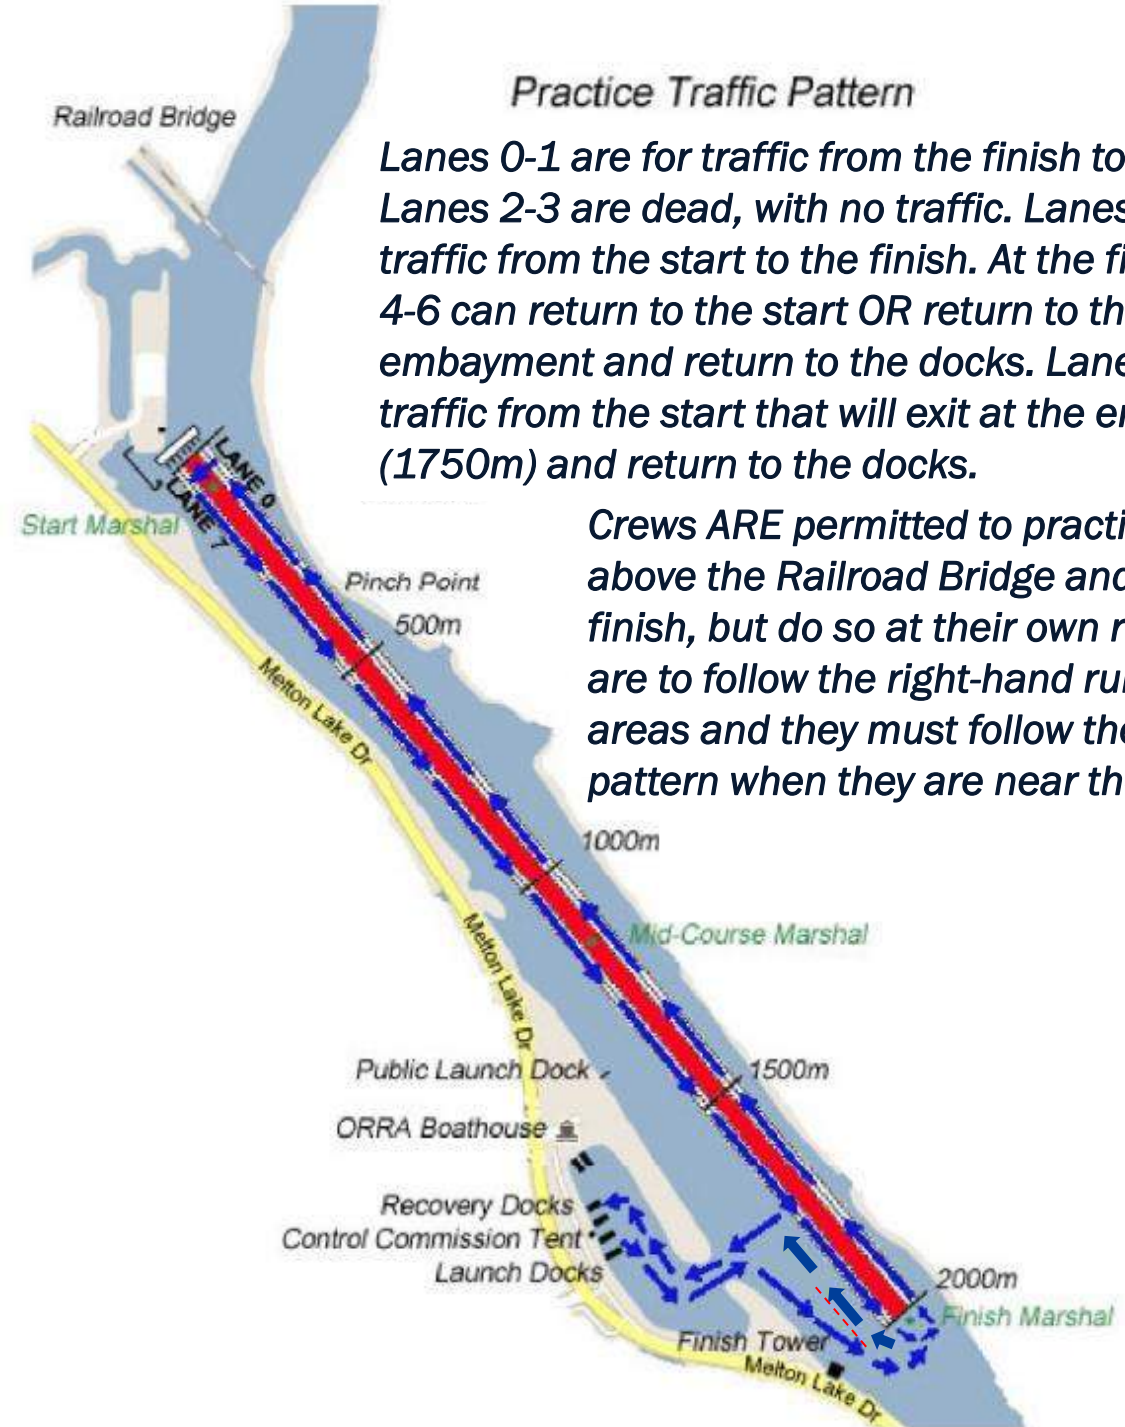 Practice Traffic Pattern
Railroad Bridge
Lanes 0-1 are for traffic from the finish to
Lanes 2-3 are dead, with no traffic. Lanes
traffic from the start to the finish. At the fi
4-6 can return to the start OR return to th
embayment and return to the docks. Lane
traffic from the start that will exit at the er
(1750m) and return to the docks.
LANE 0
LANE 7
Start Marshal
Crews ARE permitted to practi
above the Railroad Bridge and
finish, but do so at their own r
are to follow the right-hand ru
areas and they must follow the
pattern when they are near th
Pinch Point
500m
Melton Lake Dr
1000m
Mid-Course Marshal
Melton Lake Dr
Public Launch Dock
1500m
ORRA Boathouse
Recovery Docks
Control Commission Tent
Launch Docks
2000m
Finish Marshal
Finish Tower
Melton Lake Dr